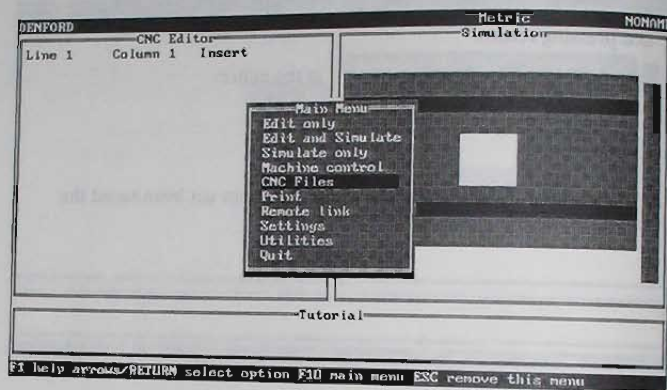 DENFORD Metric NONAM
CNC Editor Simulation
Line 1 Column 1 Insert
Main Menu
Edit only
Edit and Simulate
Simulate only
Machine control
CNC Files
Print
Remote link
Settings
Utilities
Quit
Tutorial
F1 help arrows/RETURN select option F10 main menu ESC remove this menu